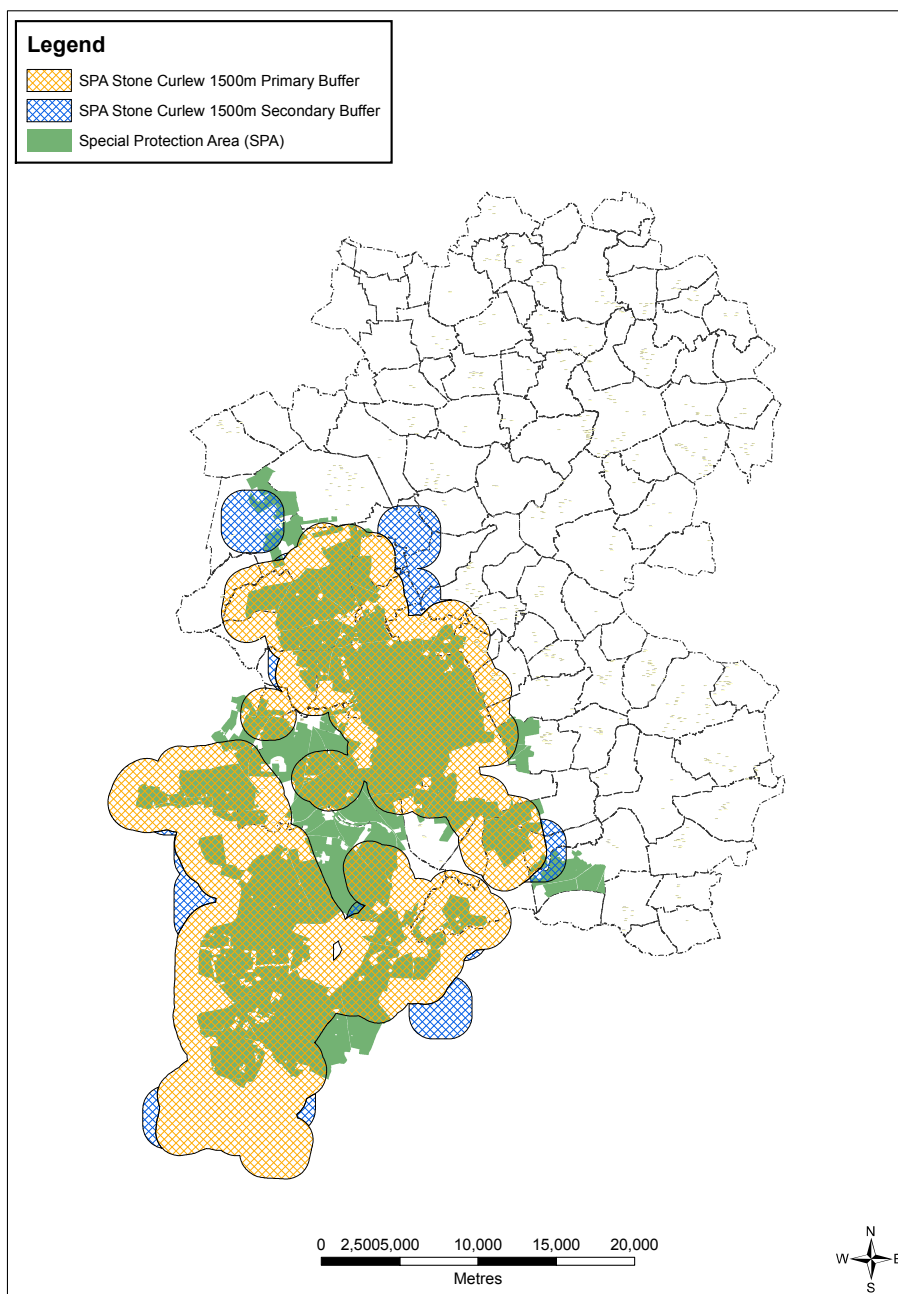 Legend
SPA Stone Curlew 1500m Primary Buffer
SPA Stone Curlew 1500m Secondary Buffer
Special Protection Area (SPA)
0 2,5005,000 10,000 15,000 20,000
Metres
N
W E
S